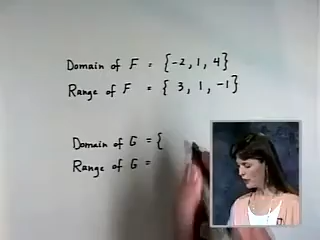 Domain of F = {-2, 1, 4}
Range of F = { 3, 1, -1}
Domain of G = {
Range of G =